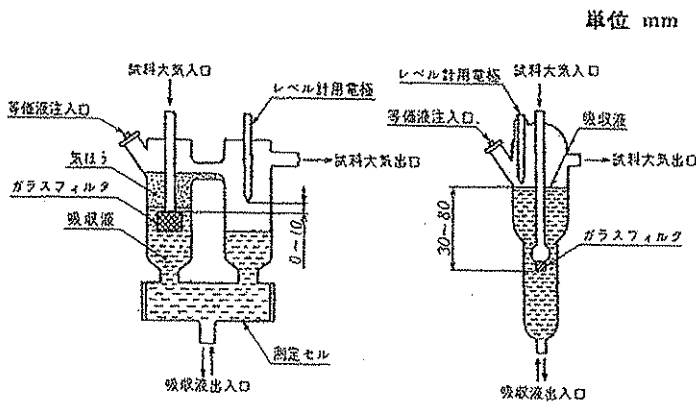 単位 mm
試料大気入口
レベル計用電極
等価液注入口
気ほう
ガラスフィルタ
吸収液
試料大気出口
0~10
測定セル
吸収液出入口
試料大気入口
レベル計用電極
等価液注入口
吸収液
試料大気出口
30~80
ガラスフィルタ
吸収液出入口